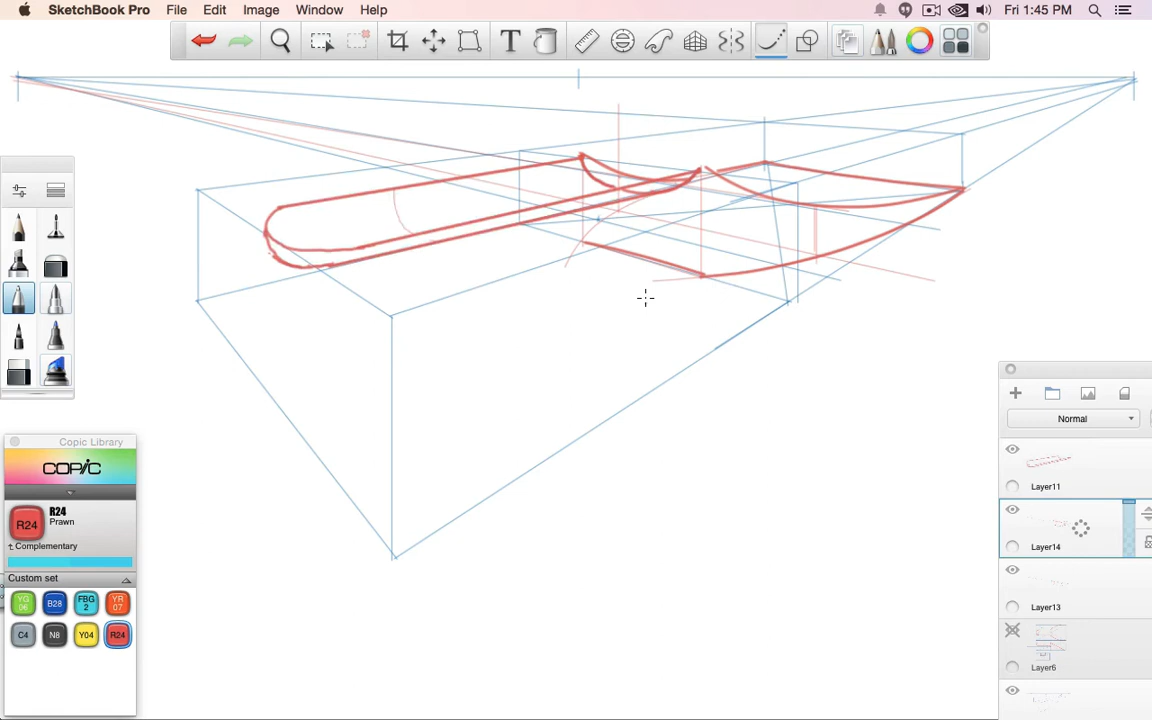 SketchBook Pro File Edit Image Window Help Fri 1:45 PM
T
Normal
Layer11
Layer14
Layer13
Layer6
Copic Library
COPIC
R24 R24
Prawn
Complementary
Custom set
YG 06 B28 FBG 2 YR 07
C4 N8 Y04 R24